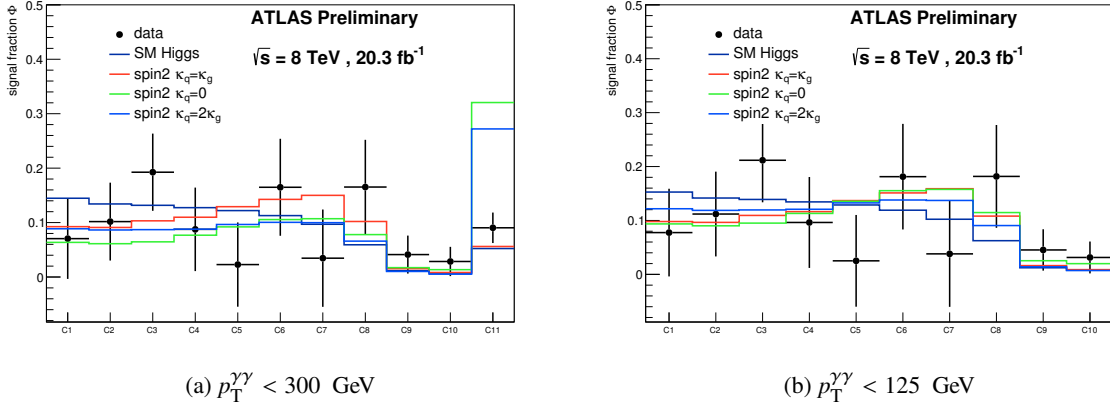 signal fraction Φ
0.5
0.4
0.3
0.2
0.1
0
ATLAS Preliminary
√s = 8 TeV , 20.3 fb⁻¹
data
SM Higgs
spin2 κq=κg
spin2 κq=0
spin2 κq=2κg
C1 C2 C3 C4 C5 C6 C7 C8 C9 C10 C11
(a) p_T^γγ < 300 GeV
signal fraction Φ
0.5
0.4
0.3
0.2
0.1
0
ATLAS Preliminary
√s = 8 TeV , 20.3 fb⁻¹
data
SM Higgs
spin2 κq=κg
spin2 κq=0
spin2 κq=2κg
C1 C2 C3 C4 C5 C6 C7 C8 C9 C10
(b) p_T^γγ < 125 GeV